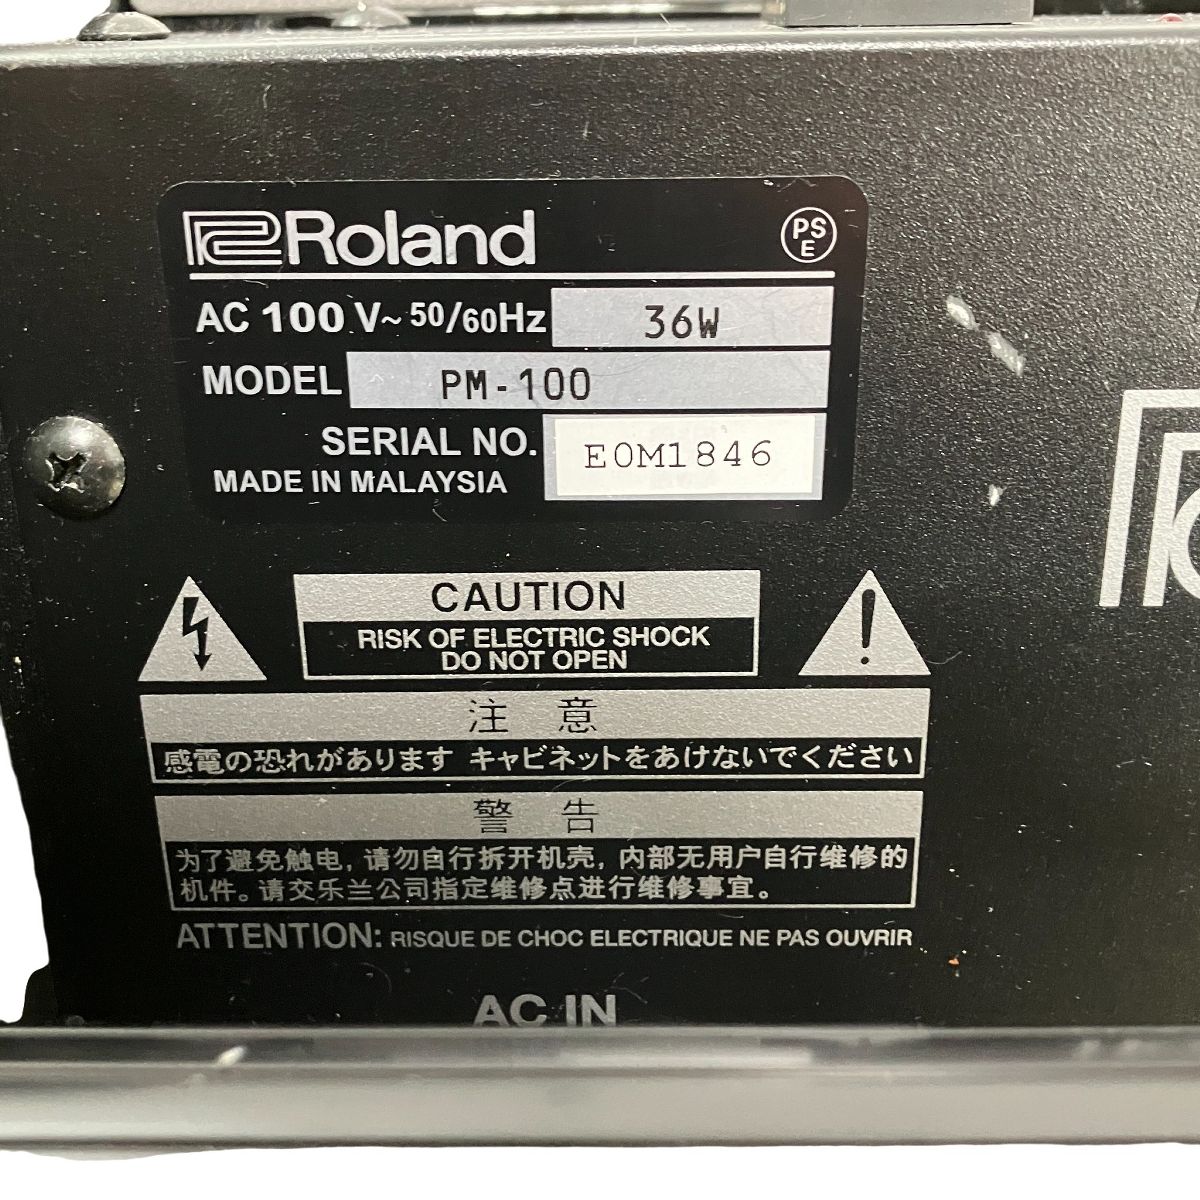 Roland
PS
E
AC 100 V~ 50/60Hz 36W
MODEL PM-100
SERIAL NO. E0M1846
MADE IN MALAYSIA
CAUTION
RISK OF ELECTRIC SHOCK
DO NOT OPEN
注 意
感電の恐れがあります キャビネットをあけないでください
警 告
为了避免触电，请勿自行拆开机壳，内部无用户自行维修的
机件。请交乐兰公司指定维修点进行维修事宜。
ATTENTION: RISQUE DE CHOC ELECTRIQUE NE PAS OUVRIR
AC IN